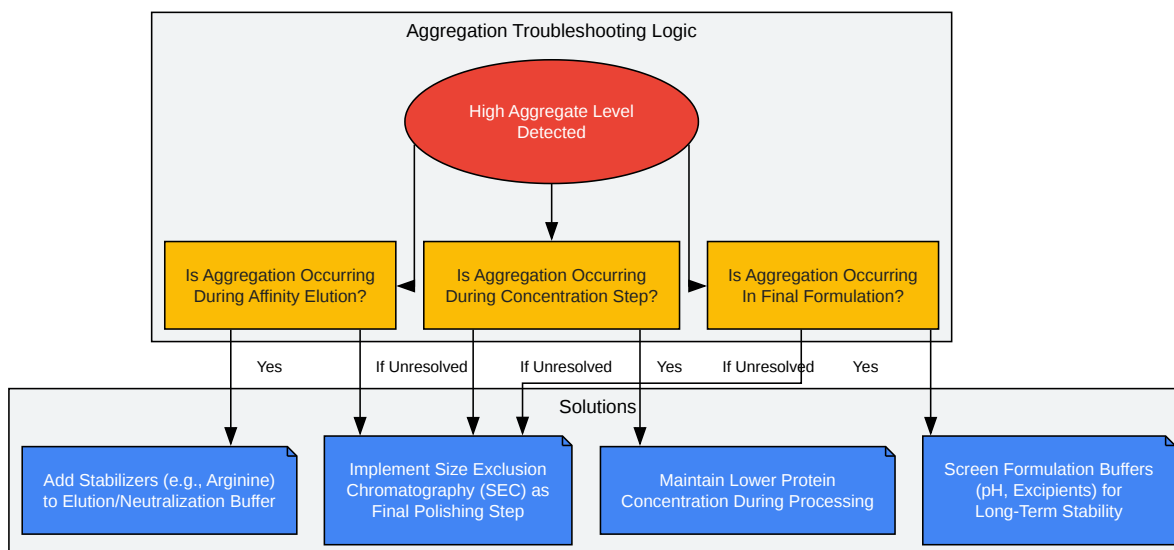 Aggregation Troubleshooting Logic
High Aggregate Level
Detected
Is Aggregation Occurring
During Affinity Elution?
Is Aggregation Occurring
During Concentration Step?
Is Aggregation Occurring
In Final Formulation?
Yes
If Unresolved
If Unresolved
Yes
If Unresolved
Yes
Solutions
Add Stabilizers (e.g., Arginine)
to Elution/Neutralization Buffer
Implement Size Exclusion
Chromatography (SEC) as
Final Polishing Step
Maintain Lower Protein
Concentration During Processing
Screen Formulation Buffers
(pH, Excipients) for
Long-Term Stability